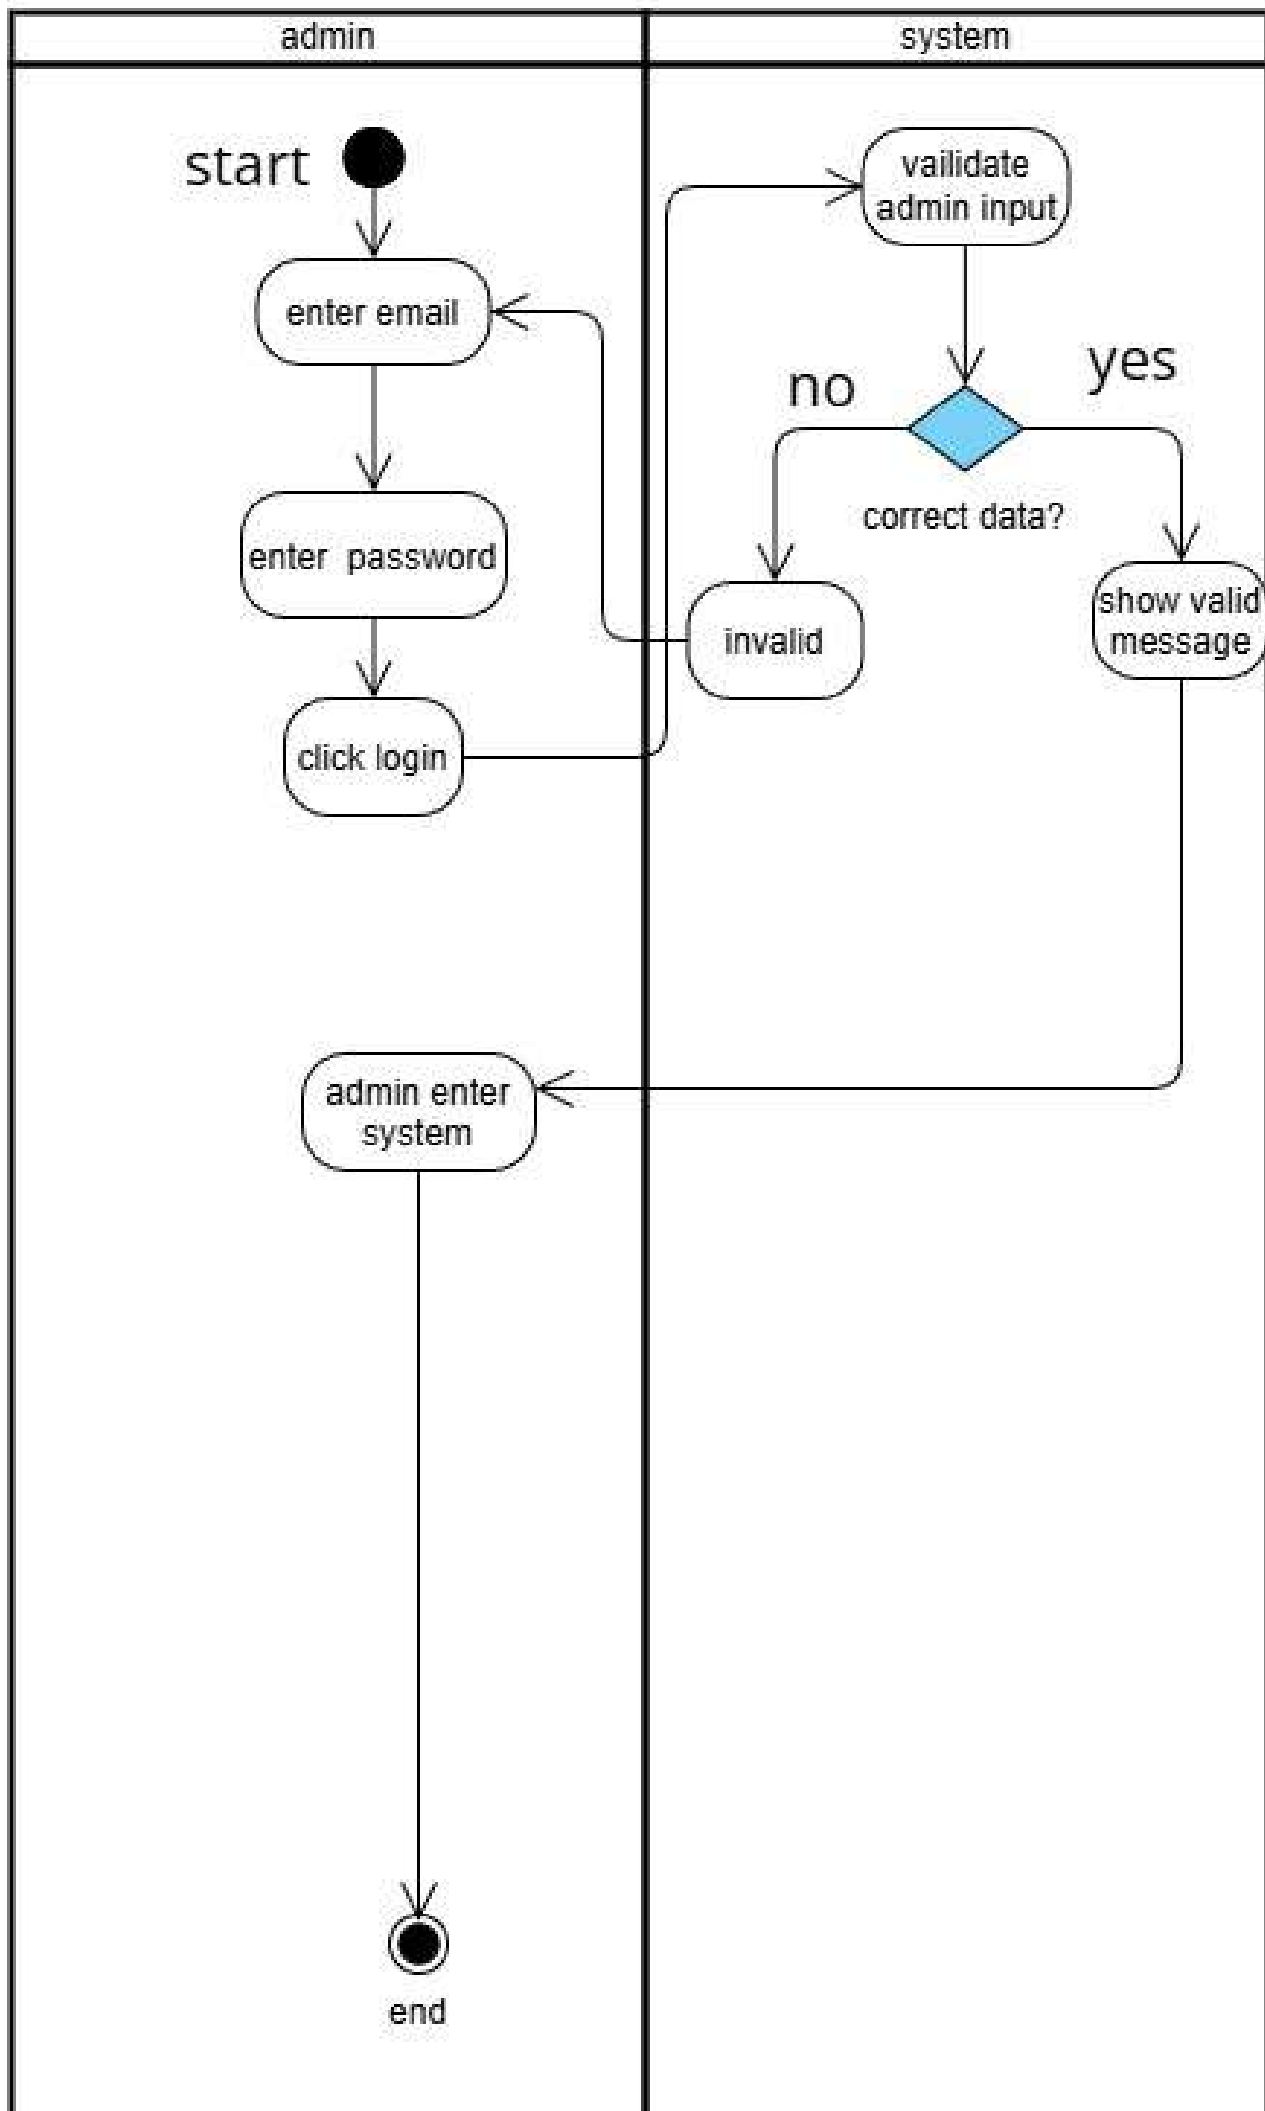 admin
system
start
enter email
enter  password
click login
vailidate
admin input
no
yes
correct data?
invalid
show valid
message
admin enter
system
end